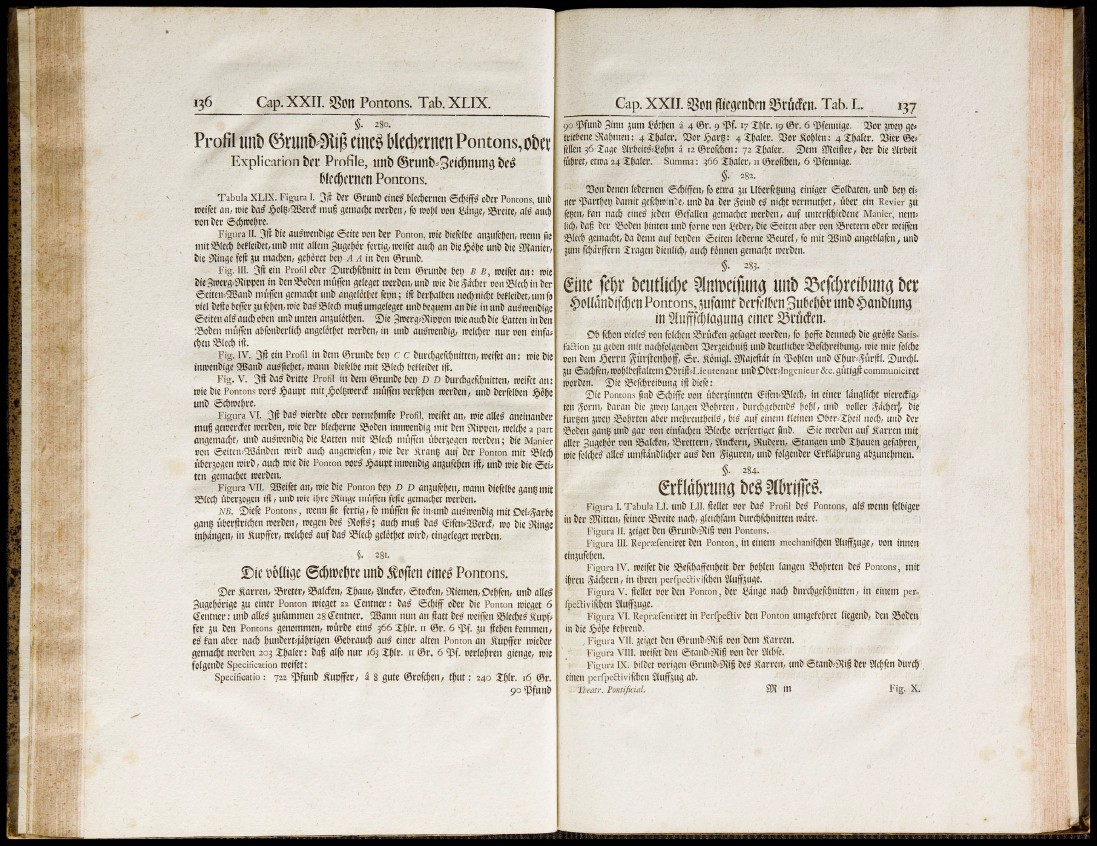 136 Cap. XXII. Von Pontons. Tab. XLIX.
§. 280.
Profil und Grund-Riß eines blechernen Pontons, oder
Explication der Profile, und Grund-Zeichnung des
blechernen Pontons.
Tabula XLIX. Figura I. Jst der Grund eines blechernen Schiffs oder Pontons, und
weiset an, wie das Holtz-Werck muß gemacht werden, so wohl von Länge, Breite, als auch
von der Schwehre.
Figura II. Jst die auswendige Seite von der Ponton, wie dieselbe anzusehen, wenn sie
mit Blech bekleidet, und mit allem Zugehör fertig, weiset auch an die Höhe und die Manier,
die Ringe fest zu machen, gehöret bey A A in den Grund.
Fig. III. Jst ein Profil oder Durchschnitt in dem Grunde bey B B, weiset an: wie
die Zwerg-Rippen in den Boden müssen geleget werden, und wie die Fächer von Blech in der
Seiten-Wand müssen gemacht und angelöthet seyn; ist derhalben noch nicht bekleidet, um so
viel desto besser zu sehen, wie das Blech muß umgeleget und bequem an die in und auswendige
Seiten als auch oben und unten anzulöthen. Die Zwerg-Rippen wie auch die Latten in den
Boden müssen absonderlich angelöthet werden, in und auswendig, welcher nur von einfa-
chen Blech ist.
Fig. IV. Jst ein Profil in dem Grunde bey C C durchgeschnitten, weiset an: wie die
inwendige Wand aussiehet, wann dieselbe mit Blech bekleidet ist.
Fig. V. Jst das dritte Profil in dem Grunde bey D D durchgeschnitten, weiset an:
wie die Pontons vors Haupt mit Holtzwerck müssen versehen werden, und derselben Höhe
und Schwehre.
Figura VI. Jst das vierdte oder vornehmste Profil, weiset an, wie alles aneinander
muß gewercket werden, wie der blecherne Boden innwendig mit den Rippen, welche a part
angemacht, und auswendig die Latten mit Blech müssen überzogen werden; die Manier
von Seiten-Wänden wird auch angewiesen, wie der Krantz auf der Ponton mit Blech
überzogen wird, auch wie die Ponton vors Haupt inwendig anzusehen ist, und wie die Sei-
ten gemachet werden.
Figura VII. Weiset an, wie die Ponton bey D D anzusehen, wann dieselbe gantz mit
Blech überzogen ist, und wie ihre Ringe müssen feste gemachet werden.
NB. Diese Pontons, wenn sie fertig, so müssen sie in- und auswendig mit Oel-Farbe
gantz überstrichen werden, wegen des Rosts; auch muß das Eisen-Werck, wo die Ringe
inhängen, in Kupffer, welches auf das Blech gelöthet wird, eingeleget werden.
§. 281.
Die völlige Schwehre und Kosten eines Pontons.
Der Karren, Breter, Balcken, Thaue, Ancker, Stocken, Riemen, Oehsen, und alles
Zugehörige zu einer Ponton wieget 22 Centner: das Schiff oder die Ponton wieget 6
Centner: und alles zusammen 28 Centner. Wann nun an statt des weissen Bleches Kupf-
fer zu den Pontons genommen, würde eins 366 Thlr. 11 Gr. 6 Pf. zu stehen kommen,
es kan aber nach hundert-jährigen Gebrauch aus einer alten Ponton an Kupffer wieder
gemacht werden 203 Thaler: daß also nur 163 Thlr. 11 Gr. 6 Pf. verlohren gienge, wie
folgende Specification weiset:
Specificatio: 722 Pfund Kupffer, â 8 gute Groschen, thut: 240 Thlr. 16 Gr.
90 Pfund
Cap. XXII. Von fliegenden Brücken. Tab. L. 137
90 Pfund Zinn zum Löthen â 4 Gr. 9 Pf. 17 Thlr. 19 Gr. 6 Pfennige. Vor zwey ge-
triebene Rahmen: 4 Thaler. Vor Hartz: 4 Thaler. Vor Kohlen: 4 Thaler. Vier Ge-
sellen 36 Tage Arbeits-Lohn â 12 Groschen: 72 Thaler. Dem Meister, der die Arbeit
führet, etwa 24 Thaler. Summa: 366 Thaler, 11 Groschen, 6 Pfennige.
§. 282.
Von denen ledernen Schiffen, so etwa zu Ubersetzung einiger Soldaten, und bey ei-
ner Parthey damit geschwinde, und da der Feind es nicht vermuthet, über ein Revier zu
setzen, kan nach eines jeden Gefallen gemachet werden, auf unterschiedene Manier, nem-
lich, daß der Boden hinten und forne von Leder, die Seiten aber von Bretern oder weissen
Blech gemacht, da denn auf beyden Seiten lederne Beutel, so mit Wind angeblasen, und
zum schärffern Tragen dienlich, auch können gemacht werden.
§. 283.
Eine sehr deutliche Anweisung und Beschreibung der
Holländischen Pontons, zusamt derselben Zubehör und Handlung
in Auffschlagung einer Brücken.
Ob schon vieles von solchen Brücken gesaget worden, so hoffe dennoch die größte Satis-
faction zu geben mit nachfolgenden Verzeichniß und deutlicher Beschreibung, wie mir solche
von dem Herrn Fürstenhoff, Sr. Königl. Majestät in Pohlen und Chur-Fürstl. Durchl.
zu Sachsen, wohlbestaltem Obrist-Lieutenant und Ober-Ingenieur &c. gütigst communiciret
worden. Die Beschreibung ist diese:
Die Pontons sind Schiffe von überzinnten Eisen-Blech, in einer länglicht viereckig-
ten Form, daran die zwey langen Bohrten, durchgehends hohl, und voller Fächer, die
kurtzen zwey Bohrten aber mehrentheils, bis auf einem kleinen Ober-Theil noch, und der
Boden gantz und gar von einfachen Bleche verfertiget sind. Sie werden auf Karren mit
aller Zugehör von Balcken, Brettern, Anckern, Rudern, Stangen und Thauen gefahren,
wie solches alles umständlicher aus den Figuren, und folgender Erklährung abzunehmen.
§. 284.
Erklährung des Abrisses.
Figura I. Tabula LI. und LII. stellet vor das Profil des Pontons, als wenn selbiger
in der Mitten, seiner Breite nach, gleichsam durchschnitten wäre.
Figura II. zeiget den Grund-Riß von Pontons.
Figura III. Repræsentiret den Ponton, in einem mechanischen Auffzuge, von innen
einzusehen.
Figura IV. weiset die Beschaffenheit der hohlen langen Bohrten des Pontons, mit
ihren Fächern, in ihren perspectivischen Auffzuge.
Figura V. stellet vor den Ponton, der Länge nach durchgeschnitten, in einem per-
spectivischen Auffzuge.
Figura VI. Repræsentiret in Perspectiv den Ponton umgekehret liegend, den Boden
in die Höhe kehrend.
Figura VII. zeiget den Grund-Riß von dem Karren.
Figura VIII. weiset den Stand-Riß von der Achse.
Figura IX. bildet vorigen Grund-Riß des Karren, und Stand-Riß der Achsen durch
einen perspectivischen Auffzug ab.
Theatr. Pontificial. M m Fig. X.